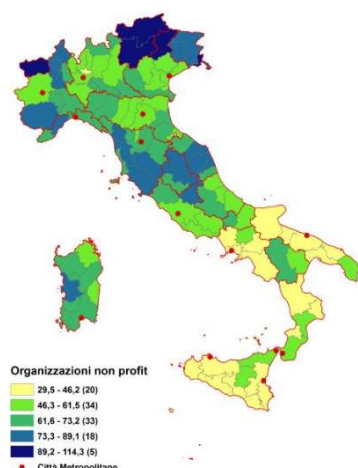 Organizzazioni non profit
29,5 - 46,2 (20)
46,3 - 61,5 (34)
61,6 - 73,2 (33)
73,3 - 89,1 (18)
89,2 - 114,3 (5)
Città Metropolitane